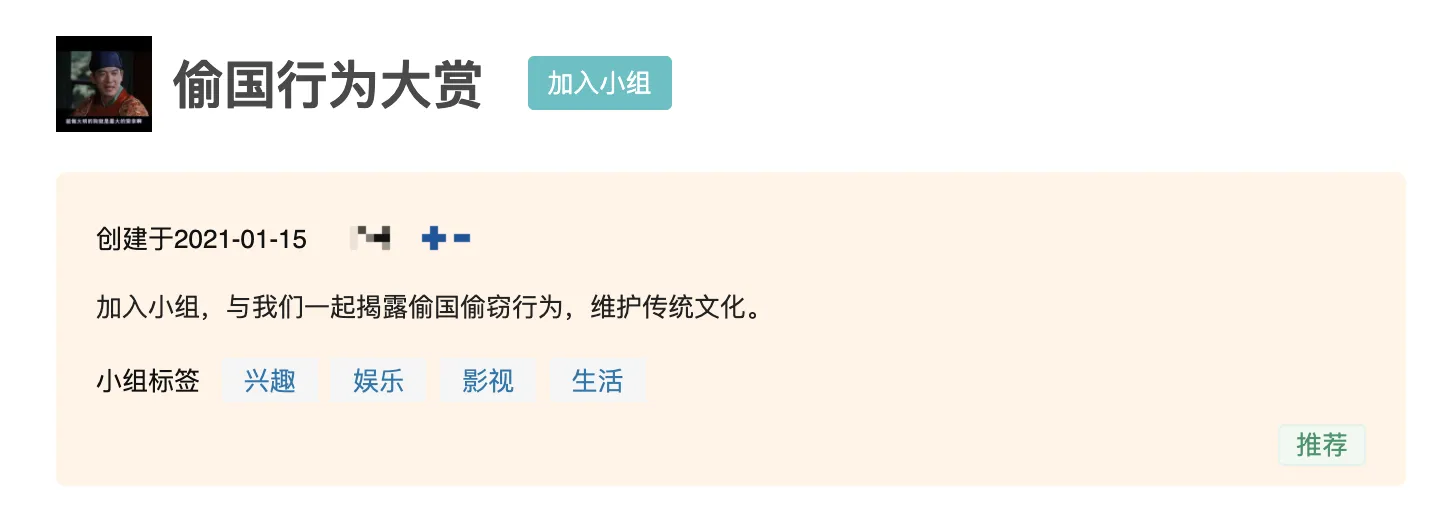 偷国行为大赏
加入小组
创建于2021-01-15
加入小组，与我们一起揭露偷国偷窃行为，维护传统文化。
小组标签 兴趣 娱乐 影视 生活
推荐